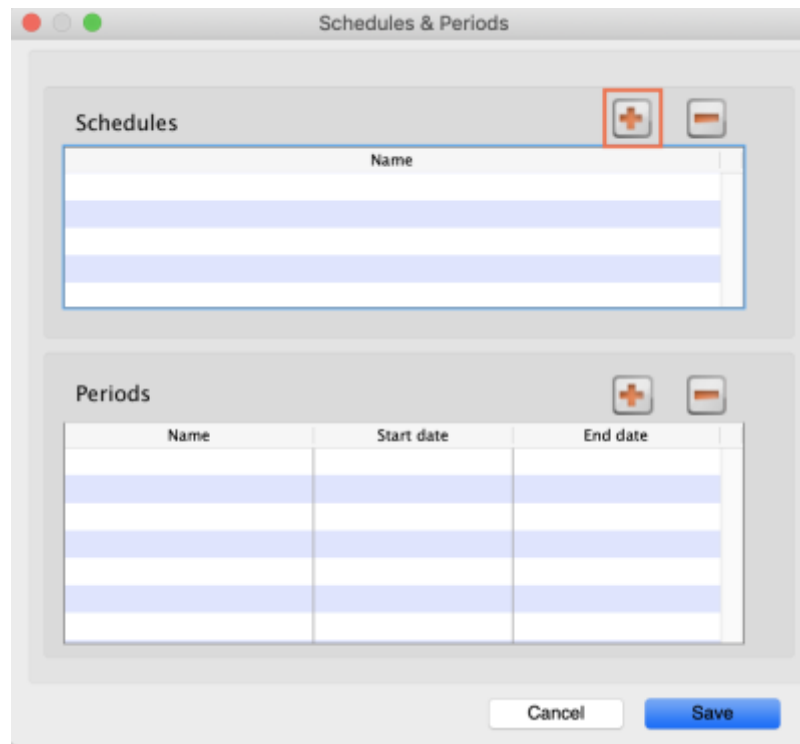 Schedules & Periods
Schedules
Name
Periods
Name Start date End date
Cancel Save